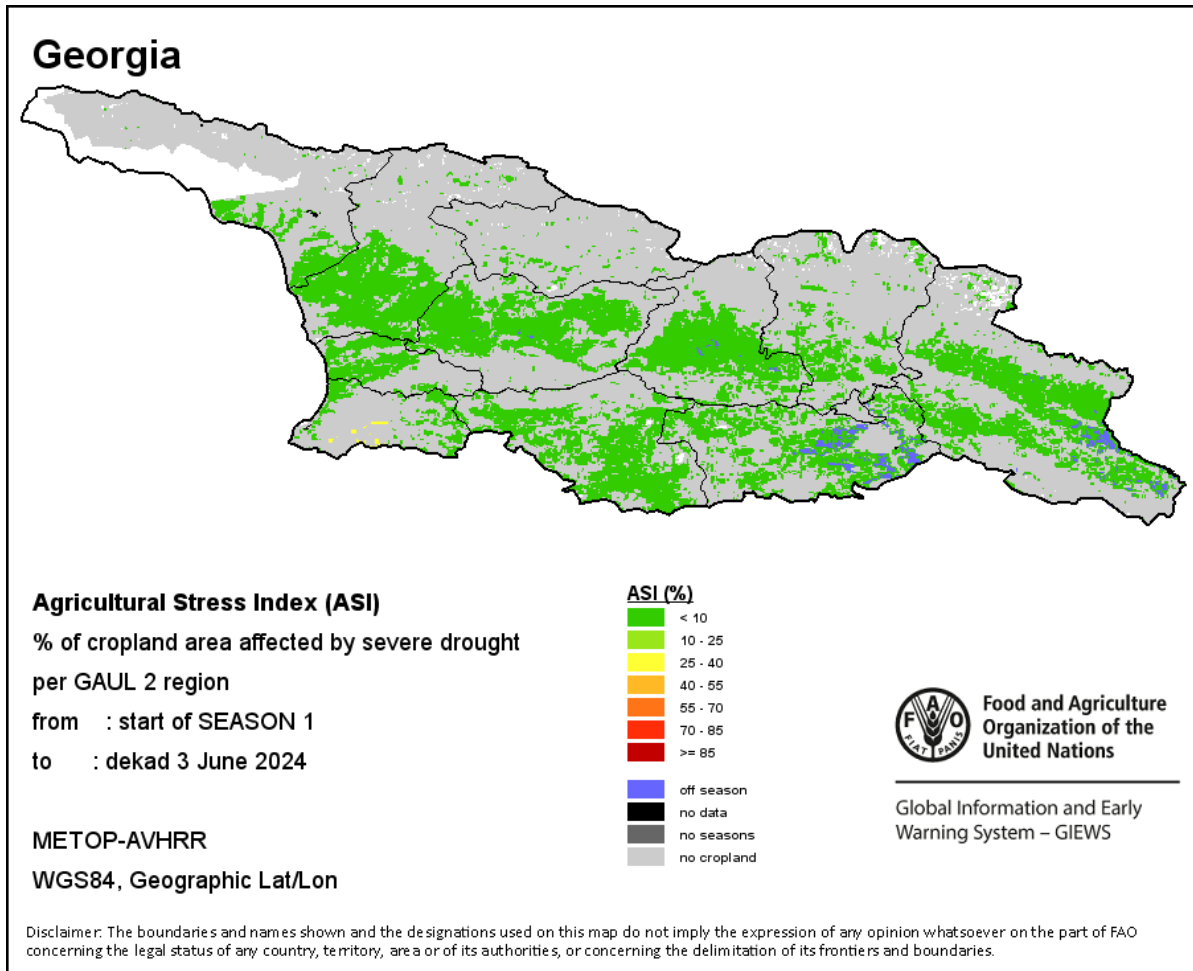 Georgia
Agricultural Stress Index (ASI)
% of cropland area affected by severe drought
per GAUL 2 region
from : start of SEASON 1
to : dekad 3 June 2024
METOP-AVHRR
WGS84, Geographic Lat/Lon
ASI (%)
< 10
10 - 25
25 - 40
40 - 55
55 - 70
70 - 85
>= 85
off season
no data
no seasons
no cropland
F A O
FIAT PANIS
Food and Agriculture
Organization of the
United Nations
Global Information and Early
Warning System – GIEWS
Disclaimer: The boundaries and names shown and the designations used on this map do not imply the expression of any opinion whatsoever on the part of FAO
concerning the legal status of any country, territory, area or of its authorities, or concerning the delimitation of its frontiers and boundaries.